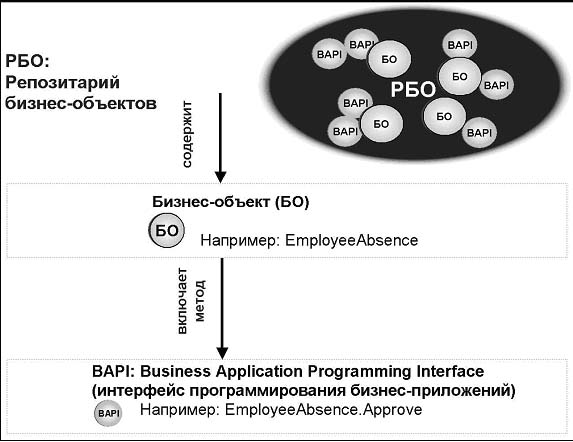 РБО:
Репозитарий
бизнес-объектов
BAPI
BAPI
БО
BAPI
БО
BAPI
РБО
BAPI
BAPI
БО
БО
BAPI
содержит
Бизнес-объект (БО)
БО
Например: EmployeeAbsence
включает
метод
BAPI: Business Application Programming Interface
(интерфейс программирования бизнес-приложений)
BAPI
Например: EmployeeAbsence.Approve